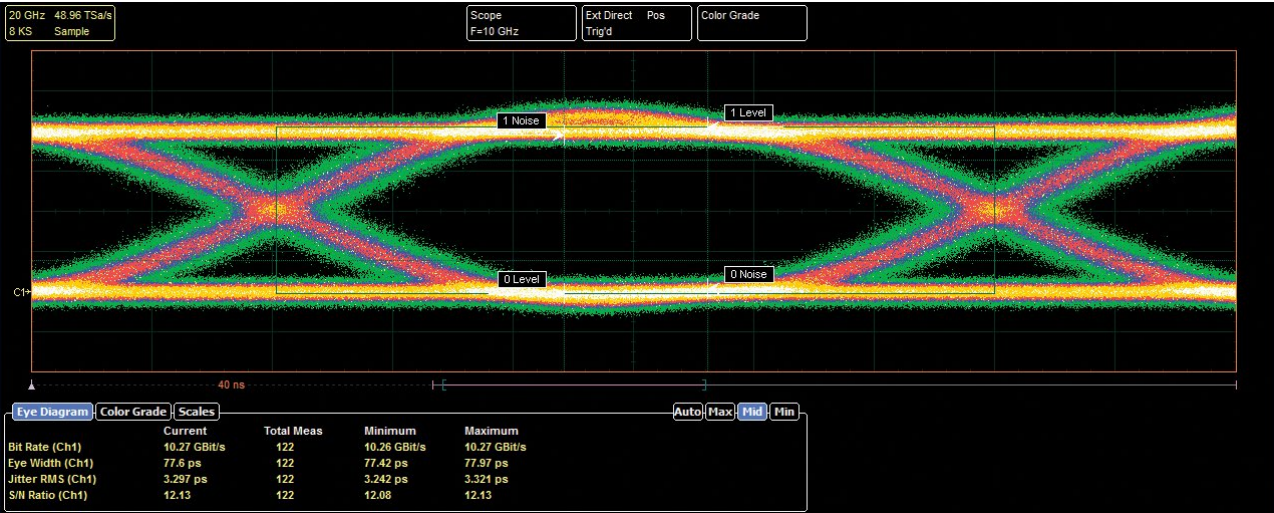 20 GHz 48.96 TSa/s
8 KS Sample
Scope
F=10 GHz
Ext Direct Pos
Trig'd
Color Grade
1 Noise
1 Level
0 Level
0 Noise
C1
40 ns
Eye Diagram Color Grade Scales Auto Max Mid Min
Current Total Meas Minimum Maximum
Bit Rate (Ch1) 10.27 GBit/s 122 10.26 GBit/s 10.27 GBit/s
Eye Width (Ch1) 77.6 ps 122 77.42 ps 77.97 ps
Jitter RMS (Ch1) 3.297 ps 122 3.242 ps 3.321 ps
S/N Ratio (Ch1) 12.13 122 12.08 12.13